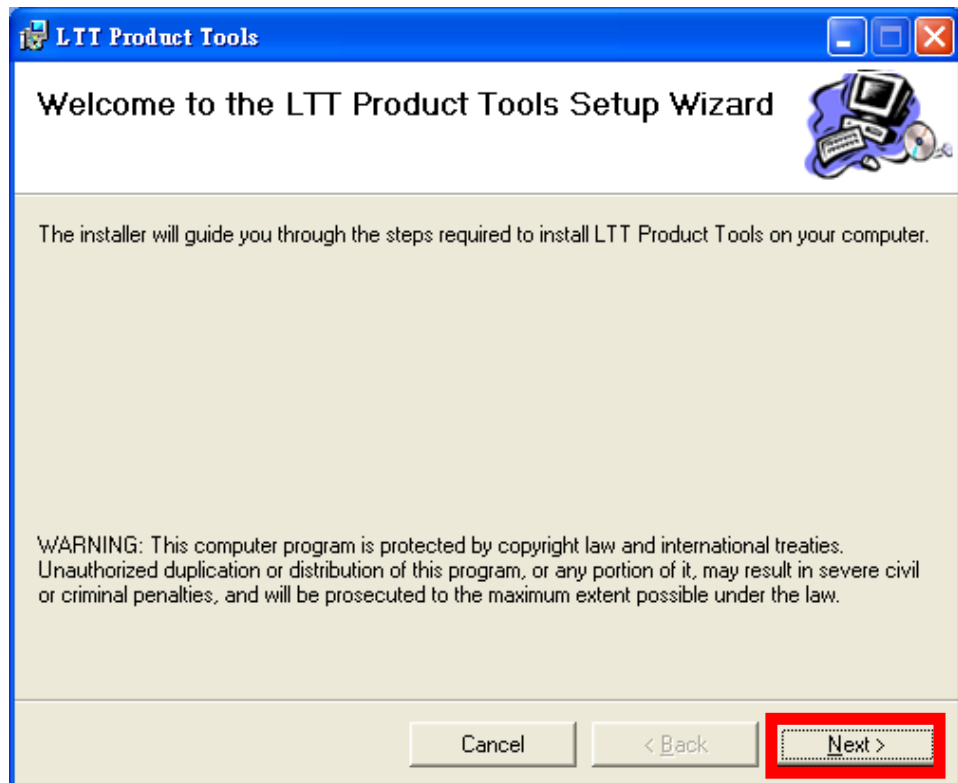 LTT Product Tools
Welcome to the LTT Product Tools Setup Wizard
The installer will guide you through the steps required to install LTT Product Tools on your computer.
WARNING: This computer program is protected by copyright law and international treaties.
Unauthorized duplication or distribution of this program, or any portion of it, may result in severe civil
or criminal penalties, and will be prosecuted to the maximum extent possible under the law.
Cancel
< Back
Next >